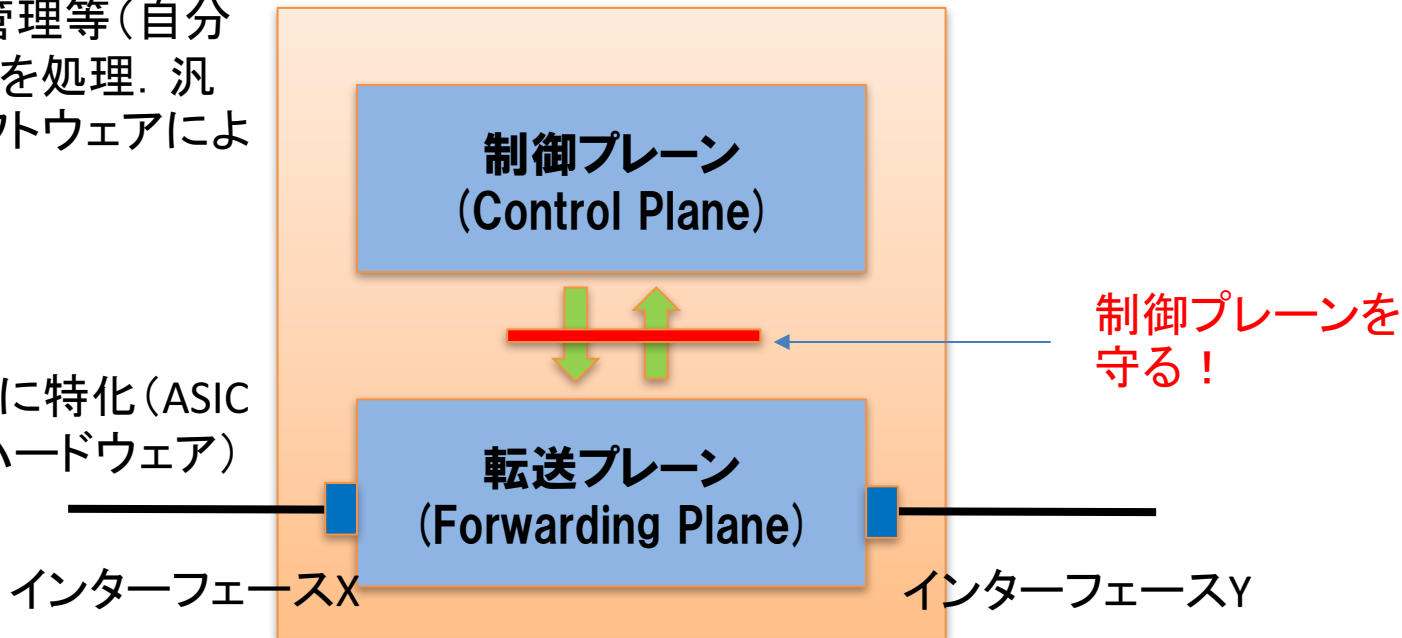 管理等（自分
を処理．汎
フトウェアによ
制御プレーン
(Control Plane)
制御プレーンを
守る！
に特化（ASIC
ハードウェア）
転送プレーン
(Forwarding Plane)
インターフェースX
インターフェースY